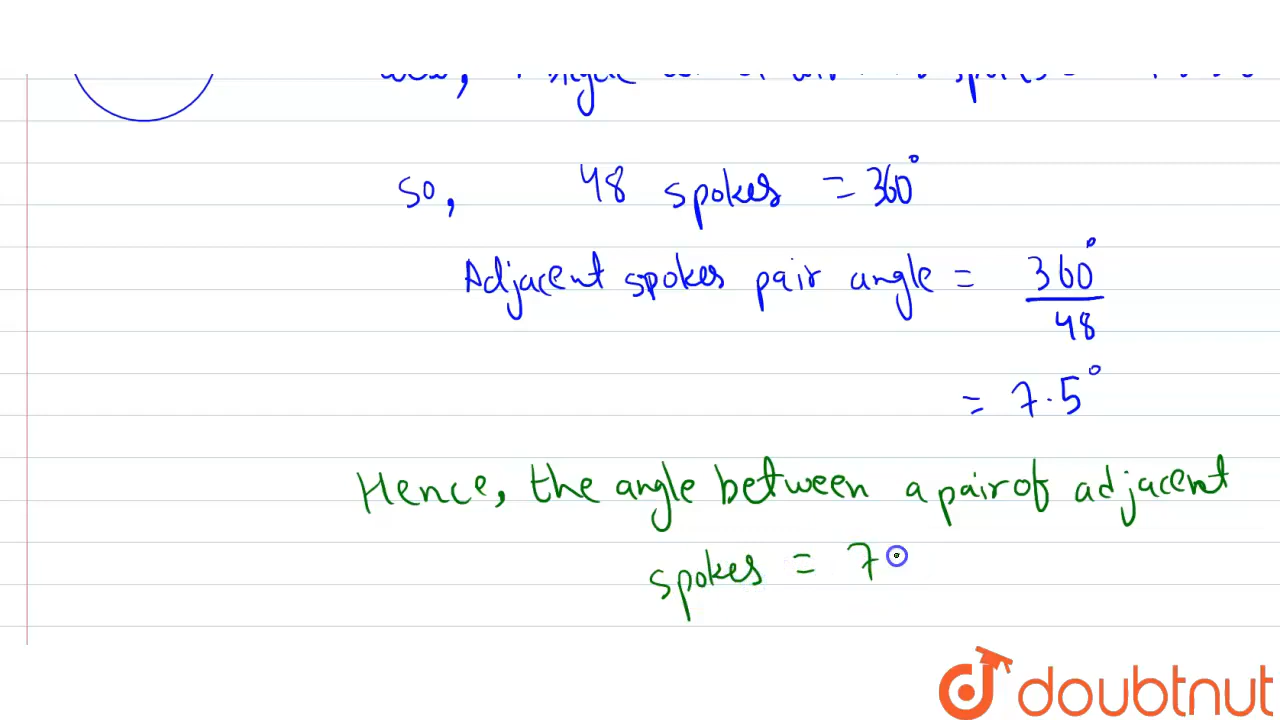 so, 48 spokes = 360°
Adjacent spokes pair angle = 360°/48
= 7.5°
Hence, the angle between a pair of adjacent
spokes = 7
doubtnut